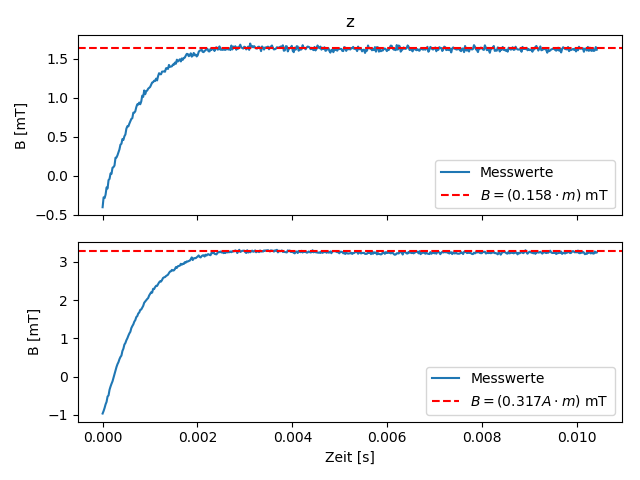 z
B [mT]
1.5
1.0
0.5
0.0
−0.5
Messwerte
B = (0.158 · m) mT
B [mT]
3
2
1
0
−1
Messwerte
B = (0.317A · m) mT
0.000 0.002 0.004 0.006 0.008 0.010
Zeit [s]